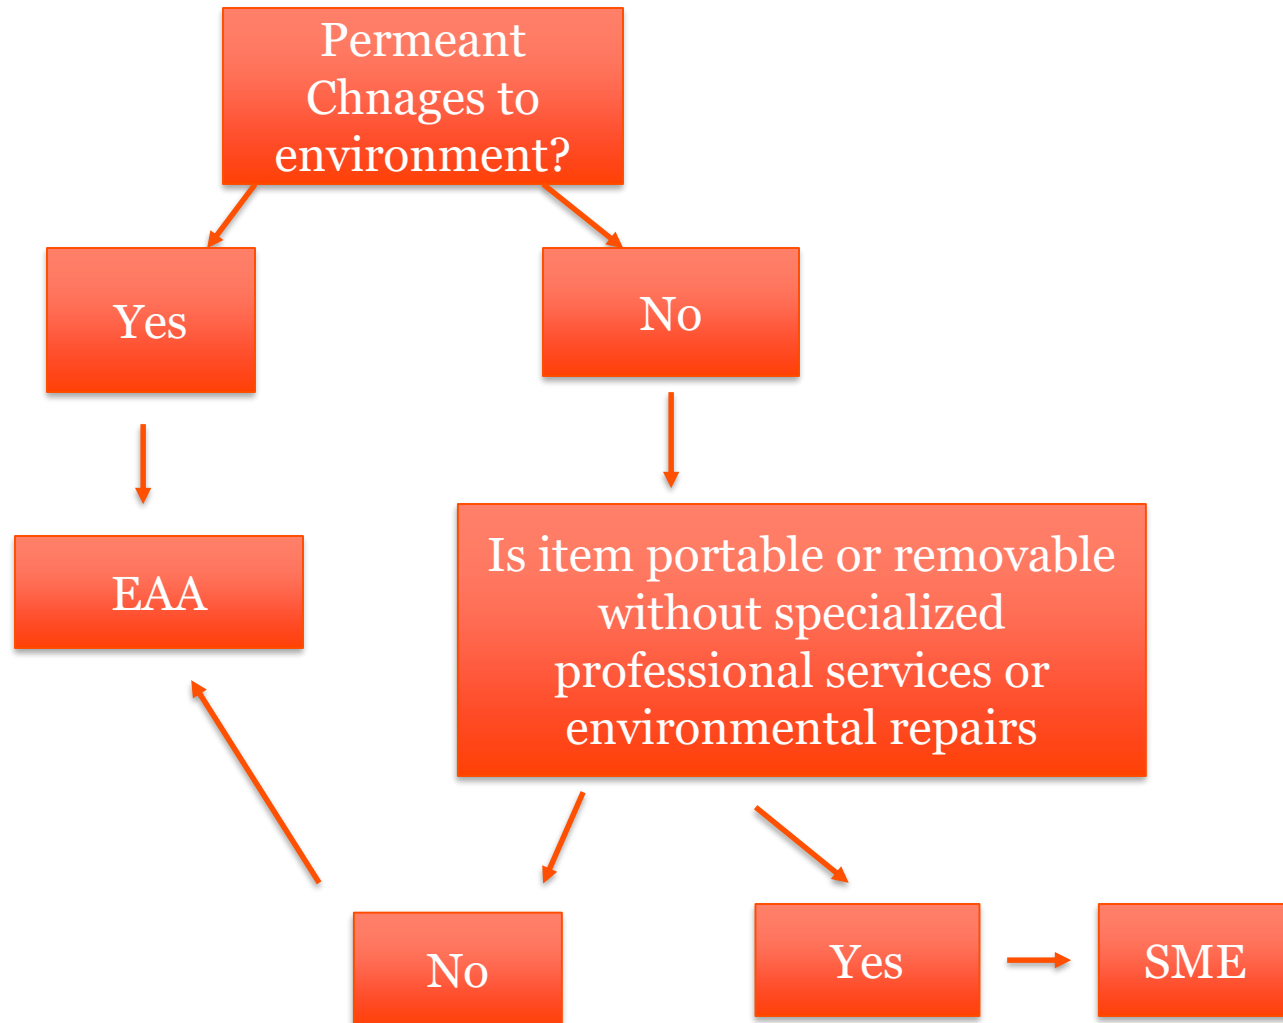 Permeant
Chnages to
environment?
Yes
No
EAA
Is item portable or removable
without specialized
professional services or
environmental repairs
No
Yes
SME